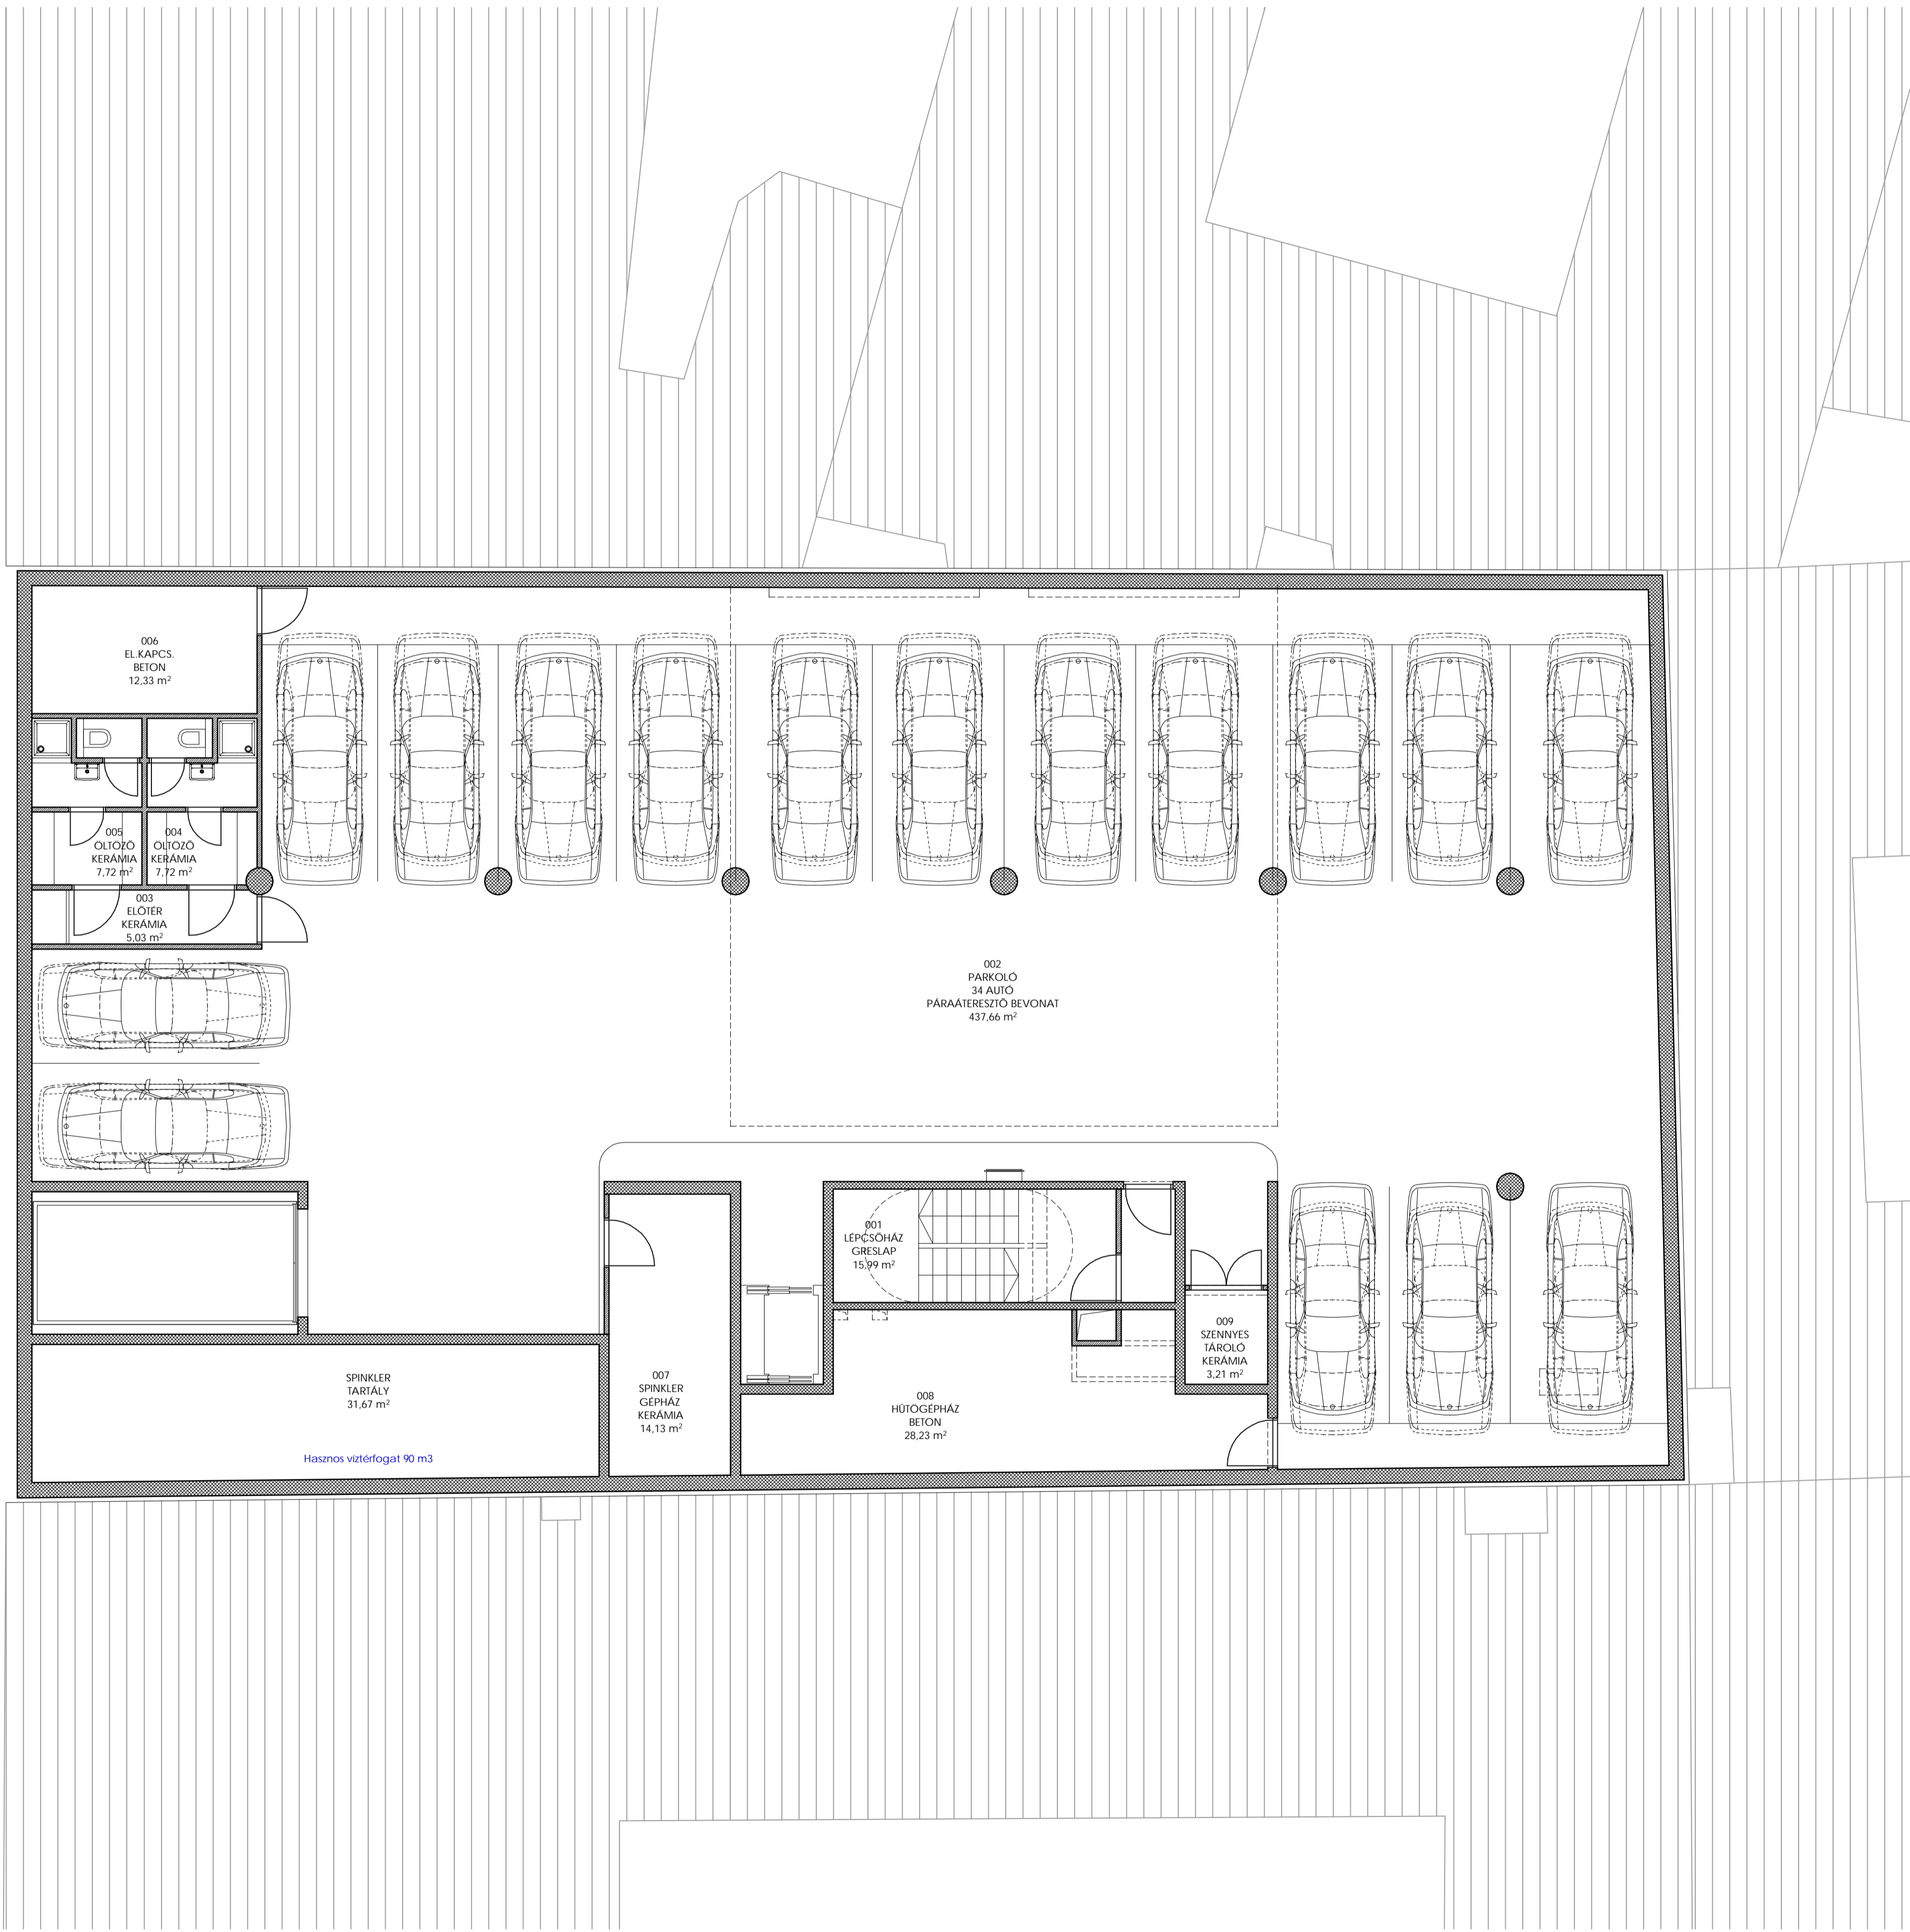 006
EL.KAPCS.
BETON
12,33 m²
005
ÖLTÖZŐ
KERÁMIA
7,72 m²
004
ÖLTÖZŐ
KERÁMIA
7,72 m²
003
ELŐTÉR
KERÁMIA
5,03 m²
002
PARKOLÓ
34 AUTÓ
PÁRAÁTERESZTŐ BEVONAT
437,66 m²
001
LÉPCSŐHÁZ
GRESLAP
15,99 m²
009
SZENNYES
TÁROLÓ
KERÁMIA
3,21 m²
SPINKLER
TARTÁLY
31,67 m²
Hasznos víztérfogat 90 m3
007
SPINKLER
GÉPHÁZ
KERÁMIA
14,13 m²
008
HŰTŐGÉPHÁZ
BETON
28,23 m²